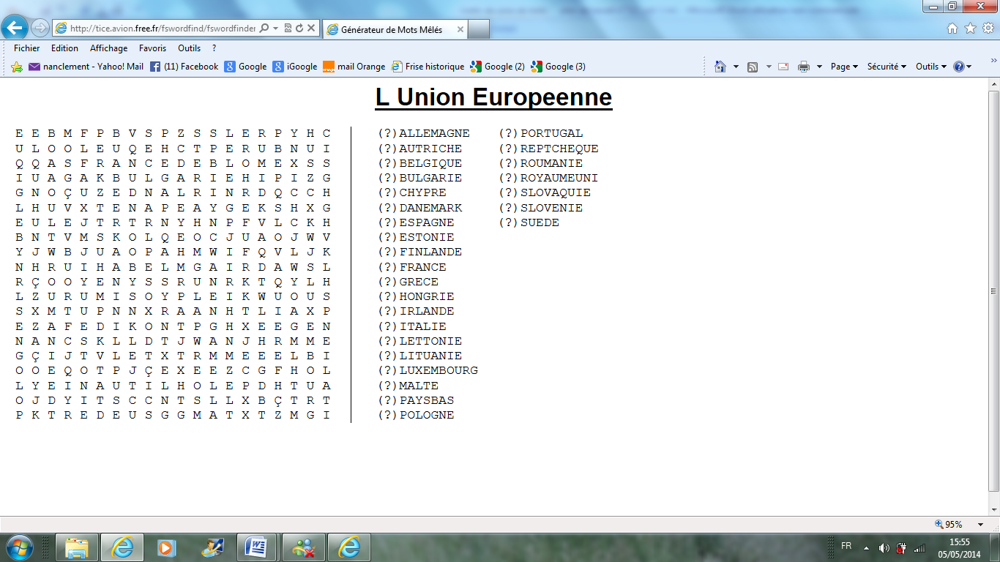 http://tice.avion.free.fr/fswordfind/fswordfinder
Générateur de Mots Mêlés
Fichier Edition Affichage Favoris Outils ?
nanclement - Yahoo! Mail (11) Facebook Google iGoogle mail Orange Frise historique Google (2) Google (3) Page Sécurité Outils
L Union Europeenne
E E B M F P B V S P Z S S L E R P Y H C (?)ALLEMAGNE (?)PORTUGAL
U L O O L E U Q E H C T P E R U B N U I (?)AUTRICHE (?)REPTCHEQUE
Q Q A S F R A N C E D E B L O M E X S S (?)BELGIQUE (?)ROUMANIE
I U A G A K B U L G A R I E H I P I Z G (?)BULGARIE (?)ROYAUMEUNI
G N O Ç U Z E D N A L R I N R D Q C C H (?)CHYPRE (?)SLOVAQUIE
L H U V X T E N A P E A Y G E K S H X G (?)DANEMARK (?)SLOVENIE
E U L E J T R T R N Y H N P F V L C K H (?)ESPAGNE (?)SUEDE
B N T V M S K O L Q E O C J U A O J W V (?)ESTONIE
Y J W B J U A O P A H M W I F Q V L J K (?)FINLANDE
N H R U I H A B E L M G A I R D A W S L (?)FRANCE
R Ç O O Y E N Y S S R U N R K T Q Y L H (?)GRECE
L Z U R U M I S O Y P L E I K W U O U S (?)HONGRIE
S X M T U P N N X R A A N H T L I A X P (?)IRLANDE
E Z A F E D I K O N T P G H X E E G E N (?)ITALIE
N A N C S K L L D T J W A N J H R M M E (?)LETTONIE
G Ç I J T V L E T X T R M M E E E L B I (?)LITUANIE
O O E Q O T P J Ç E X E E Z C G F H O L (?)LUXEMBOURG
L Y E I N A U T I L H O L E P D H T U A (?)MALTE
O J D Y I T S C C N T S L L X B Ç T R T (?)PAYSBAS
P K T R E D E U S G G M A T X T Z M G I (?)POLOGNE
95%
FR 15:55
05/05/2014